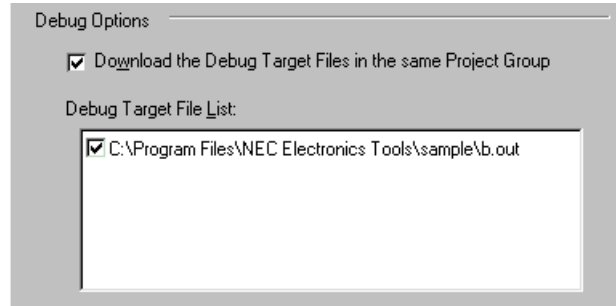 Debug Options
Download the Debug Target Files in the same Project Group
Debug Target File List:
C:\Program Files\NEC Electronics Tools\sample\b.out